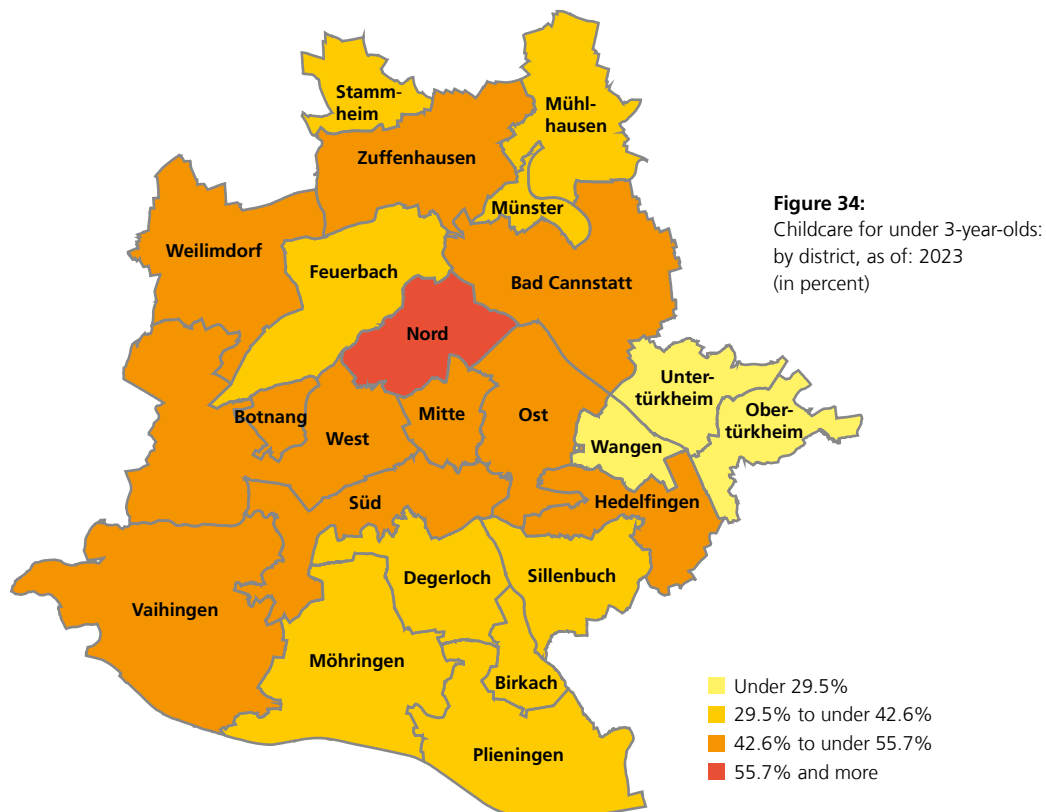 Stamm-
heim
Mühl-
hausen
Zuffenhausen
Münster
Weilimdorf
Feuerbach
Bad Cannstatt
Nord
Figure 34:
Childcare for under 3-year-olds:
by district, as of: 2023
(in percent)
Unter-
türkheim
Ober-
türkheim
Botnang
West
Mitte
Ost
Wangen
Süd
Hedelfingen
Degerloch
Sillenbuch
Vaihingen
Möhringen
Birkach
Plieningen
Under 29.5%
29.5% to under 42.6%
42.6% to under 55.7%
55.7% and more